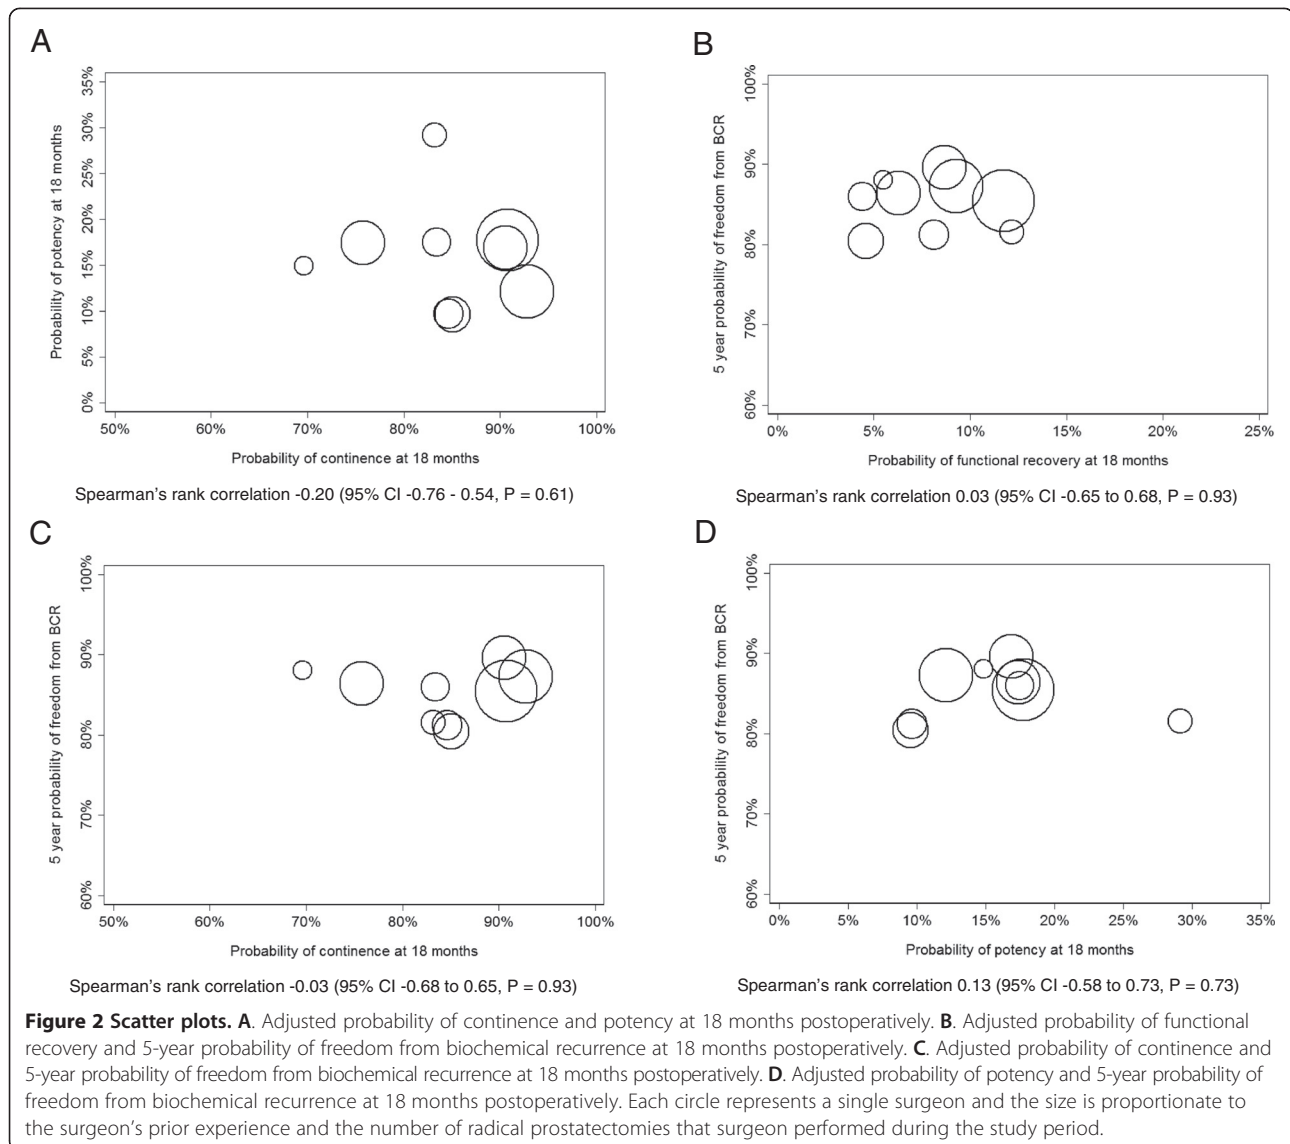 A
Probability of potency at 18 months
35%
30%
25%
20%
15%
10%
5%
0%
50% 60% 70% 80% 90% 100%
Probability of continence at 18 months
Spearman's rank correlation -0.20 (95% CI -0.76 - 0.54, P = 0.61)
B
5 year probability of freedom from BCR
100%
90%
80%
70%
60%
0% 5% 10% 15% 20% 25%
Probability of functional recovery at 18 months
Spearman's rank correlation 0.03 (95% CI -0.65 to 0.68, P = 0.93)
C
5 year probability of freedom from BCR
100%
90%
80%
70%
60%
50% 60% 70% 80% 90% 100%
Probability of continence at 18 months
Spearman's rank correlation -0.03 (95% CI -0.68 to 0.65, P = 0.93)
D
5 year probability of freedom from BCR
100%
90%
80%
70%
60%
0% 5% 10% 15% 20% 25% 30% 35%
Probability of potency at 18 months
Spearman's rank correlation 0.13 (95% CI -0.58 to 0.73, P = 0.73)
Figure 2 Scatter plots. A. Adjusted probability of continence and potency at 18 months postoperatively. B. Adjusted probability of functional
recovery and 5-year probability of freedom from biochemical recurrence at 18 months postoperatively. C. Adjusted probability of continence and
5-year probability of freedom from biochemical recurrence at 18 months postoperatively. D. Adjusted probability of potency and 5-year probability of
freedom from biochemical recurrence at 18 months postoperatively. Each circle represents a single surgeon and the size is proportionate to
the surgeon's prior experience and the number of radical prostatectomies that surgeon performed during the study period.